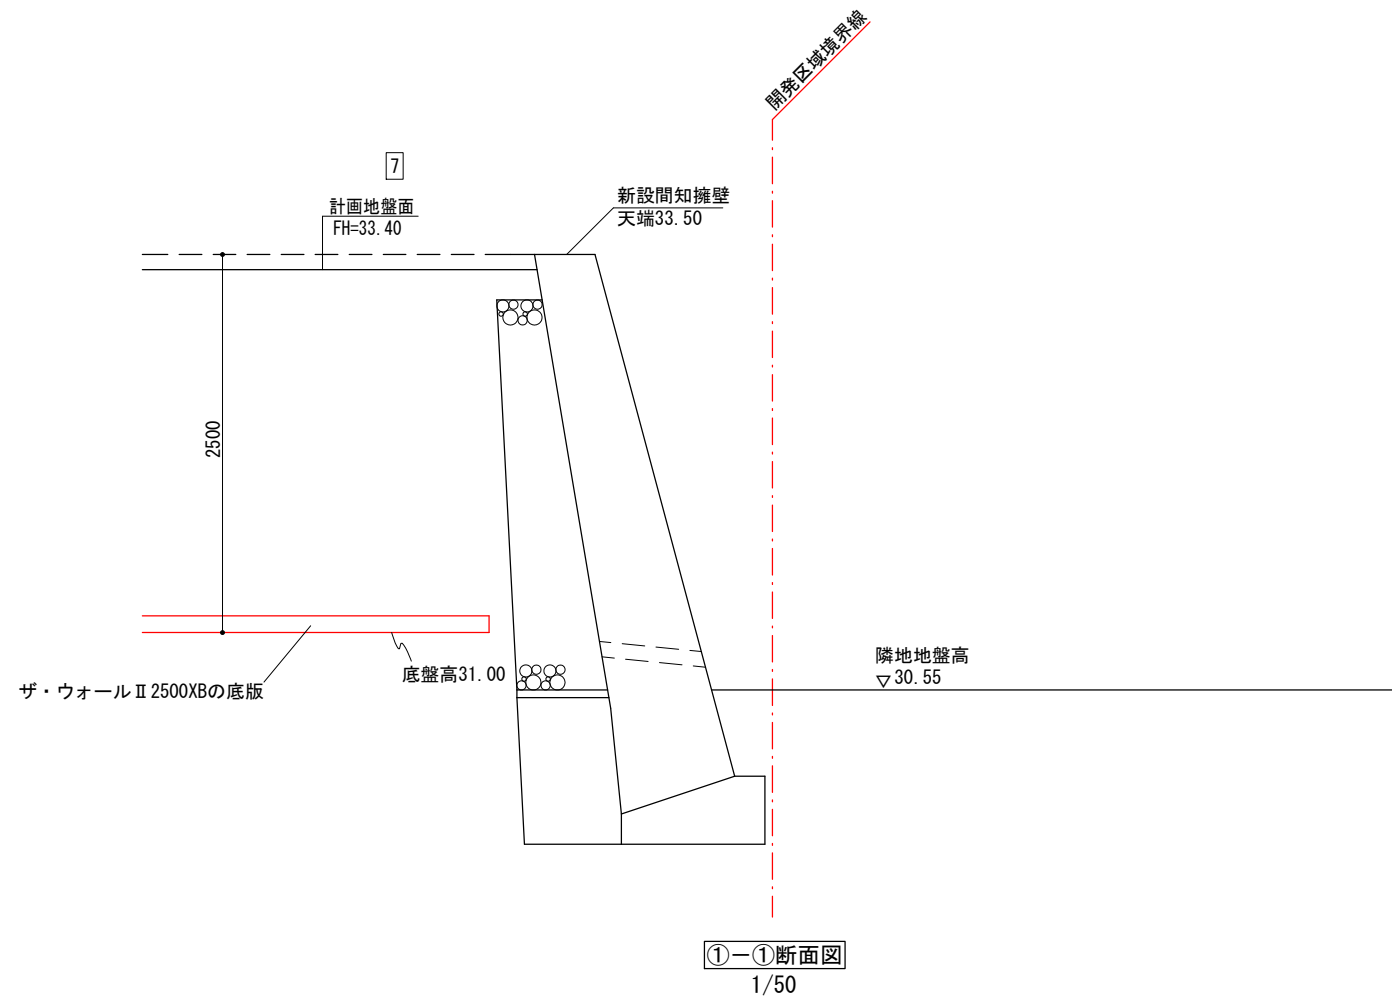 開発区域境界線
7
計画地盤面
FH=33.40
新設間知擁壁
天端33.50
2500
底盤高31.00
ザ・ウォールⅡ2500XBの底版
隣地地盤高
▽30.55
①－①断面図
1/50